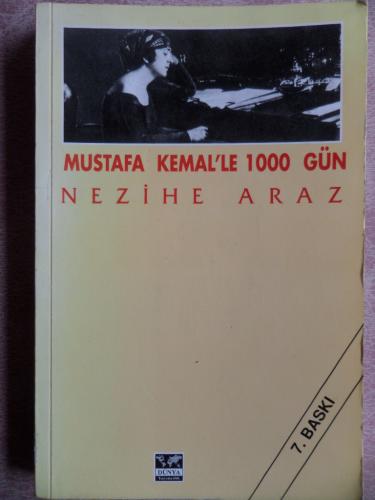 MUSTAFA KEMAL'LE 1000 GÜN
NEZİHE ARAZ
7. BASKI
DÜNYA